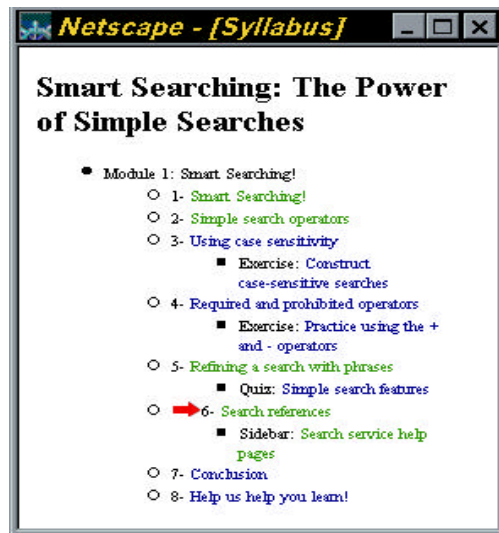 Netscape - [Syllabus]
Smart Searching: The Power
of Simple Searches
Module 1: Smart Searching!
1- Smart Searching!
2- Simple search operators
3- Using case sensitivity
Exercise: Construct
case-sensitive searches
4- Required and prohibited operators
Exercise: Practice using the +
and - operators
5- Refining a search with phrases
Quiz: Simple search features
6- Search references
Sidebar: Search service help
pages
7- Conclusion
8- Help us help you learn!